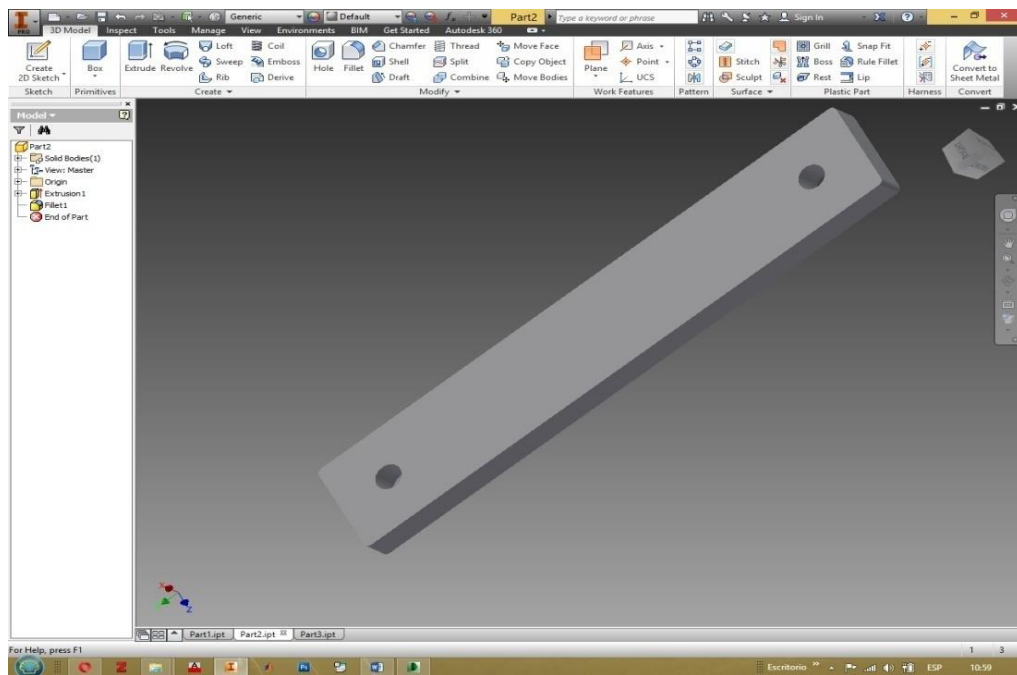 PRO Generic Default Part2 Type a keyword or phrase Sign In
3D Model Inspect Tools Manage View Environments BIM Get Started Autodesk 360
Loft Coil Chamfer Thread Move Face Axis Grill Snap Fit
Create 2D Sketch Box Extrude Revolve Sweep Emboss Hole Fillet Shell Split Copy Object Plane Point Stitch Boss Rule Fillet Convert to Sheet Metal
Rib Derive Draft Combine Move Bodies UCS Sculpt Rest Lip
Sketch Primitives Create Modify Work Features Pattern Surface Plastic Part Harness Convert
Model
Part2
Solid Bodies(1)
View: Master
Origin
Extrusion1
Fillet1
End of Part
X
Z
Part1.ipt Part2.ipt Part3.ipt
For Help, press F1 1 3
Escritorio ESP 10:59